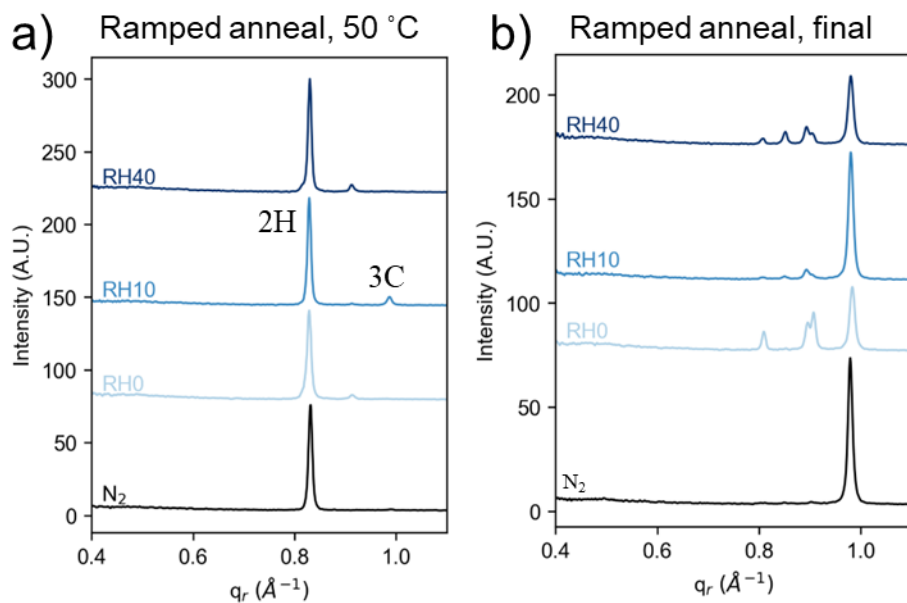 a) Ramped anneal, 50 °C
300
250
200
150
100
50
0
Intensity (A.U.)
RH40
2H
RH10
3C
RH0
N₂
0.4
0.6
0.8
1.0
qᵣ (Å⁻¹)
b) Ramped anneal, final
200
150
100
50
0
Intensity (A.U.)
RH40
RH10
RH0
N₂
0.4
0.6
0.8
1.0
qᵣ (Å⁻¹)